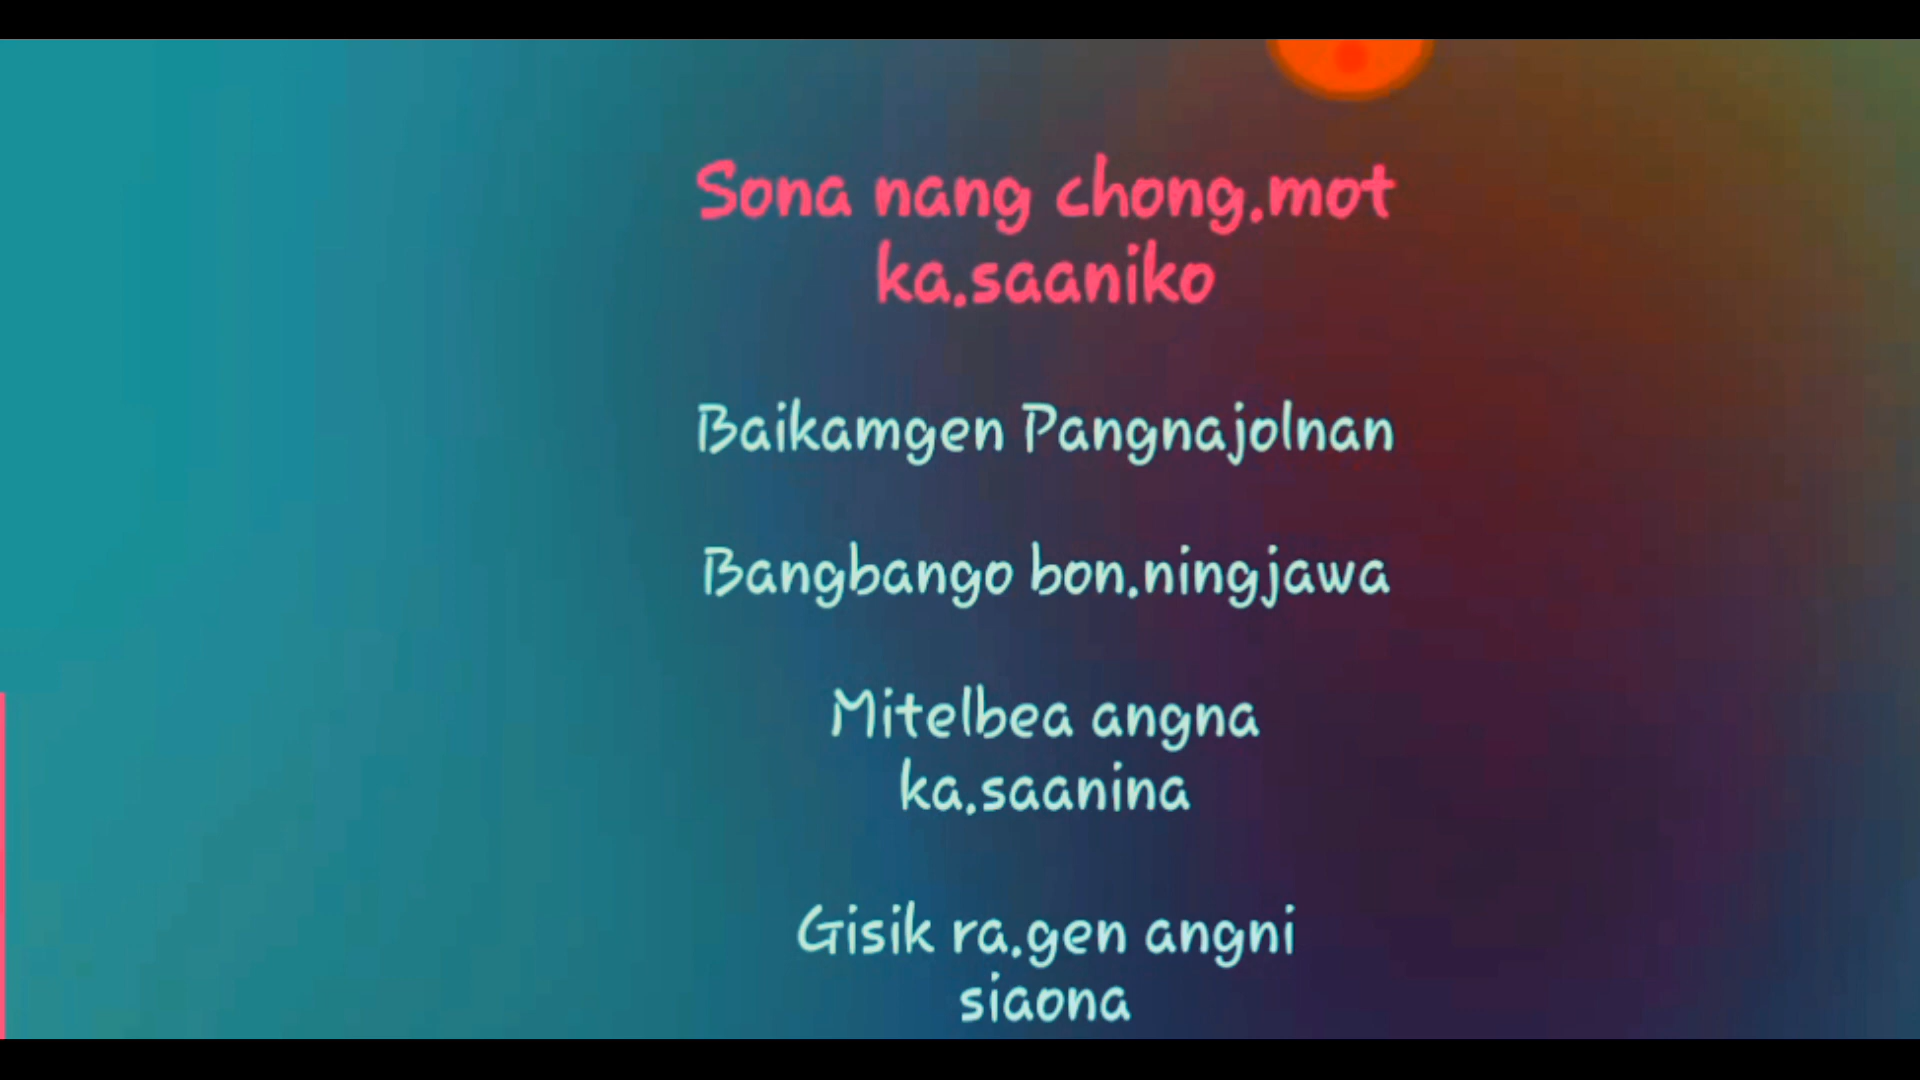 Sona nang chong.mot
ka.saaniko
Baikamgen Pangnajolnan
Bangbango bon.ningjawa
Mitelbea angna
ka.saanina
Gisik ra.gen angni
siaona